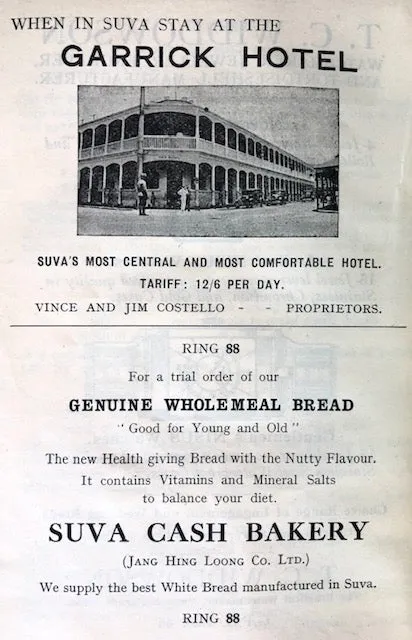 WHEN IN SUVA STAY AT THE
GARRICK HOTEL
SUVA'S MOST CENTRAL AND MOST COMFORTABLE HOTEL.
TARIFF: 12/6 PER DAY.
VINCE AND JIM COSTELLO - - PROPRIETORS.
RING 88
For a trial order of our
GENUINE WHOLEMEAL BREAD
"Good for Young and Old"
The new Health giving Bread with the Nutty Flavour.
It contains Vitamins and Mineral Salts
to balance your diet.
SUVA CASH BAKERY
(JANG HING LOONG CO. LTD.)
We supply the best White Bread manufactured in Suva.
RING 88